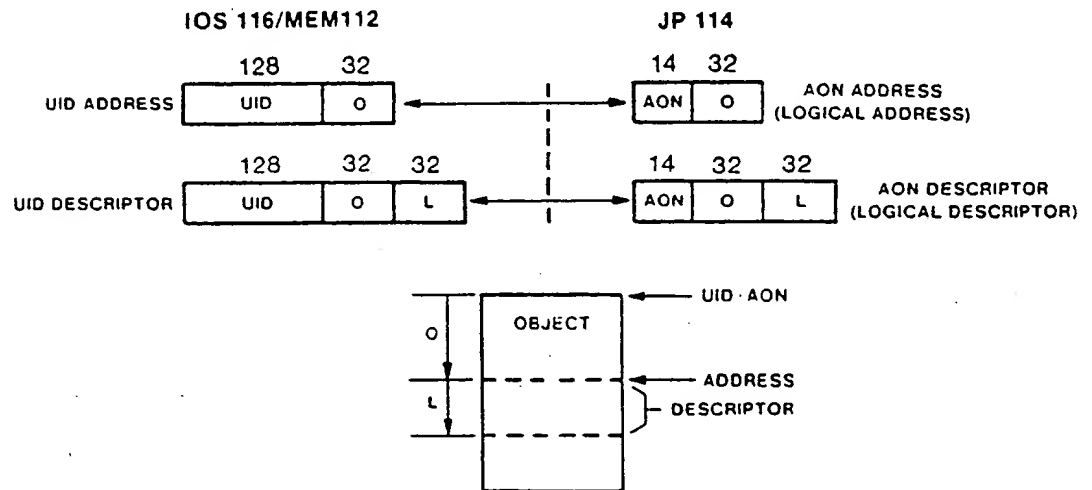 IOS 116/MEM112 JP 114
128 32 14 32
UID ADDRESS UID O AON O AON ADDRESS
(LOGICAL ADDRESS)
128 32 32 14 32 32
UID DESCRIPTOR UID O L AON O L AON DESCRIPTOR
(LOGICAL DESCRIPTOR)
UID·AON
OBJECT
O
ADDRESS
L
DESCRIPTOR